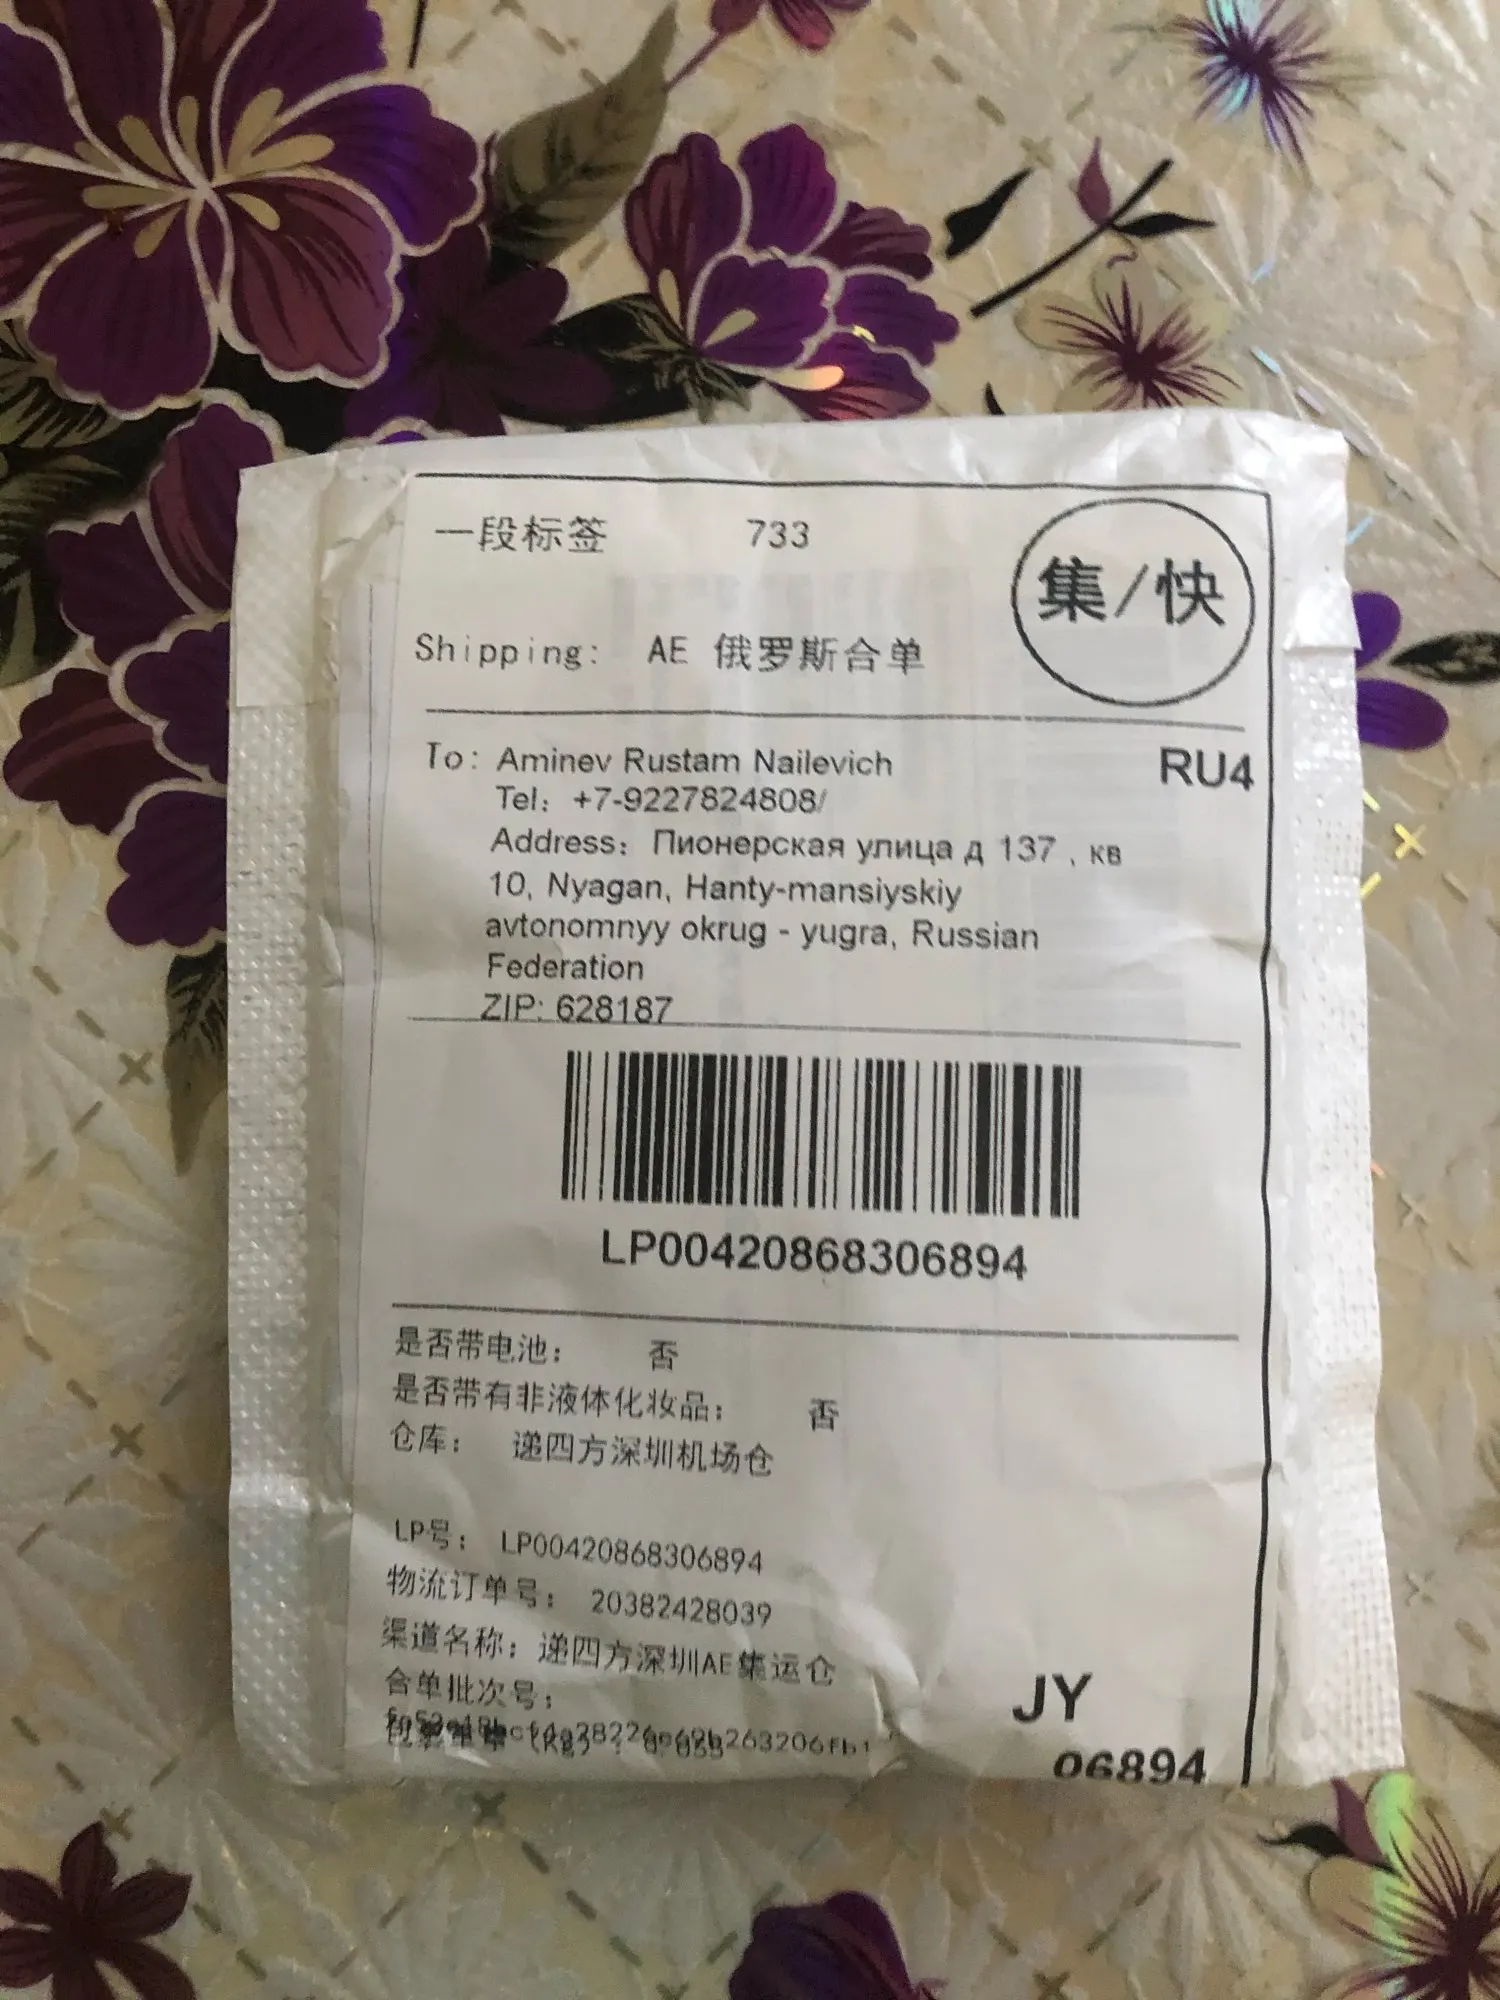 一段标签 733
集/快
Shipping: AE 俄罗斯合单
To: Aminev Rustam Nailevich
RU4
Tel: +7-9227824808/
Address: Пионерская улица д 137 , кв
10, Nyagan, Hanty-mansiyskiy
avtonomnyy okrug - yugra, Russian
Federation
ZIP: 628187
LP00420868306894
是否带电池: 否
是否带有非液体化妆品: 否
仓库: 递四方深圳机场仓
LP号: LP00420868306894
物流订单号: 20382428039
渠道名称: 递四方深圳AE集运仓
合单批次号:
JY
06894